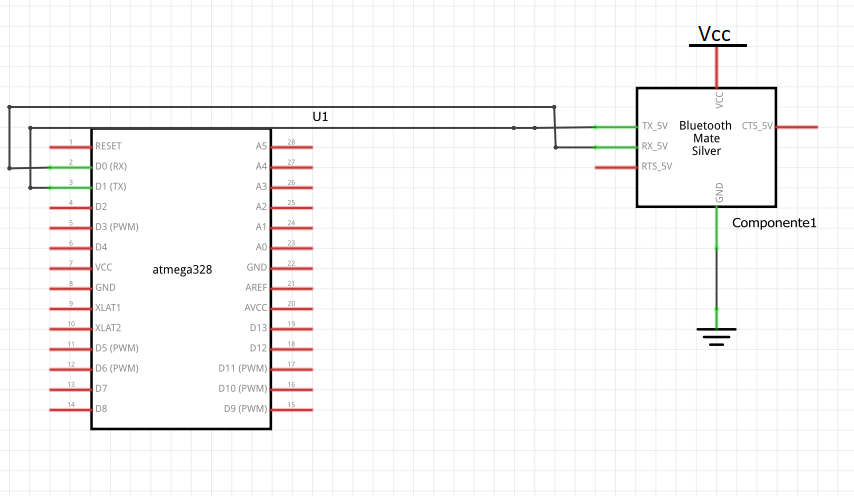 Vcc
U1
VCC
TX_5V
Bluetooth
Mate
Silver
CTS_5V
RX_5V
RTS_5V
GND
Componente1
1 RESET A5 28
2 D0 (RX) A4 27
3 D1 (TX) A3 26
4 D2 A2 25
5 D3 (PWM) A1 24
6 D4 A0 23
7 VCC GND 22
atmega328
8 GND AREF 21
9 XLAT1 AVCC 20
10 XLAT2 D13 19
11 D5 (PWM) D12 18
12 D6 (PWM) D11 (PWM) 17
13 D7 D10 (PWM) 16
14 D8 D9 (PWM) 15